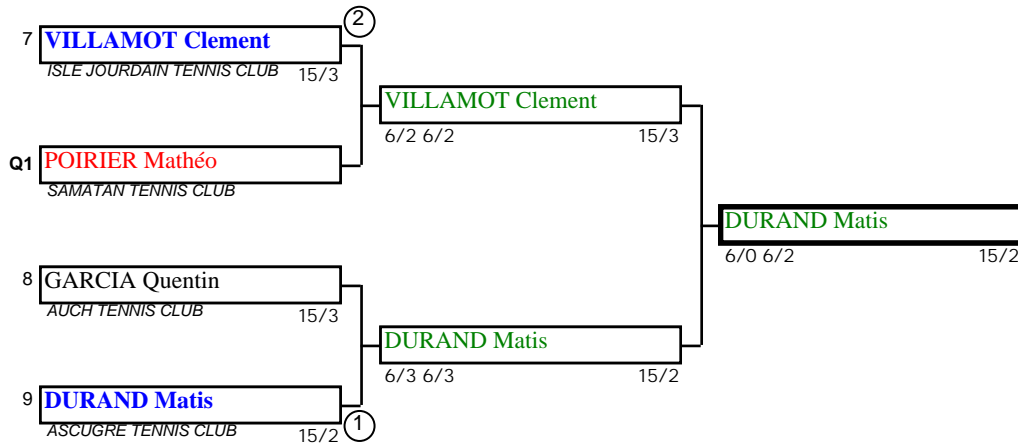 2
7 VILLAMOT Clement
ISLE JOURDAIN TENNIS CLUB 15/3
VILLAMOT Clement
6/2 6/2 15/3
Q1 POIRIER Mathéo
SAMATAN TENNIS CLUB
DURAND Matis
6/0 6/2 15/2
8 GARCIA Quentin
AUCH TENNIS CLUB 15/3
DURAND Matis
6/3 6/3 15/2
9 DURAND Matis
ASCUGRE TENNIS CLUB 15/2
1